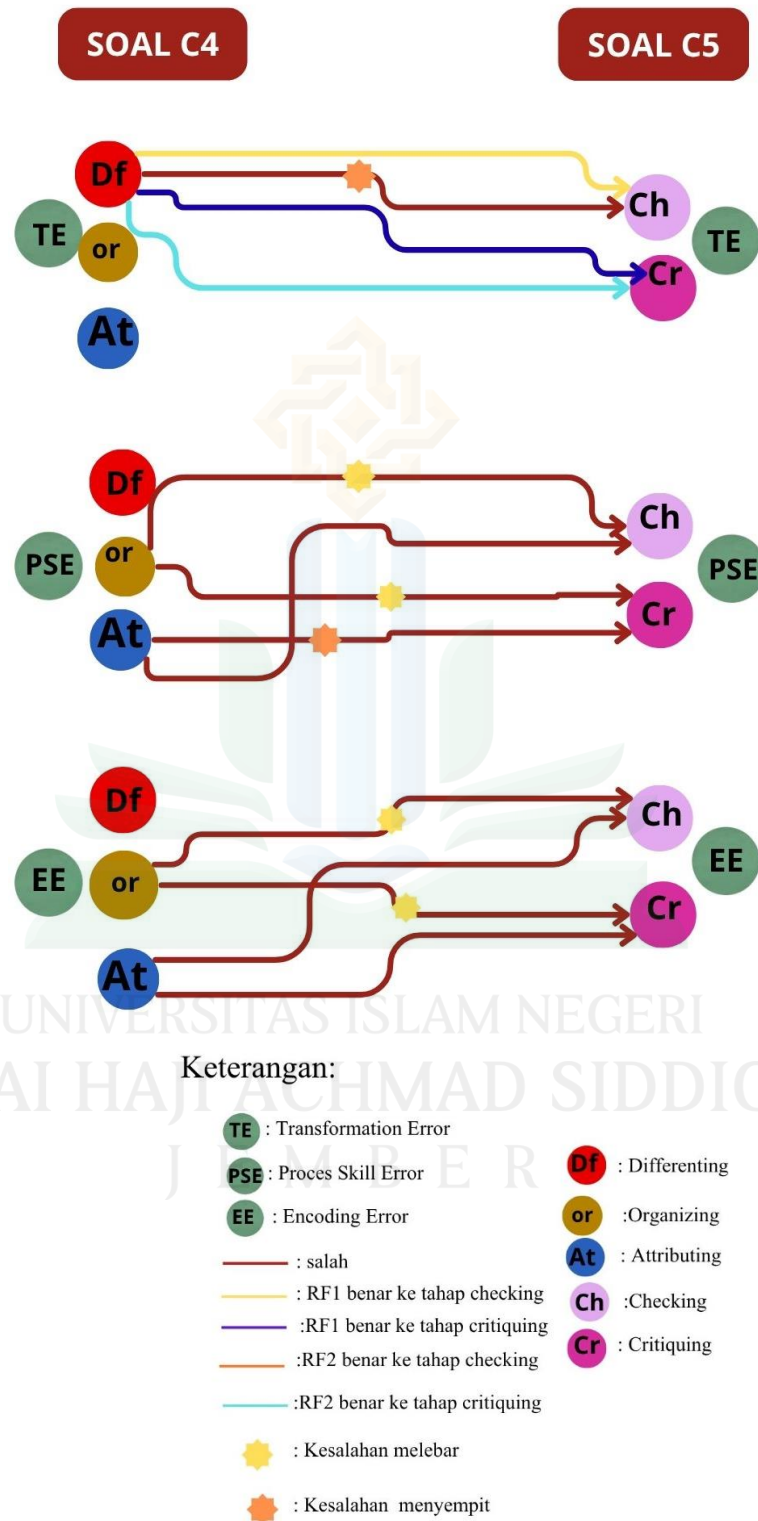 SOAL C4 SOAL C5
Df
Ch
TE or TE
Cr
At
Df
Ch
PSE or PSE
Cr
At
Df
Ch
EE or EE
Cr
At
UNIVERSITAS ISLAM NEGERI
AI HAJI ACHMAD SIDDIQ
JEMBER
Keterangan:
TE : Transformation Error
PSE : Proces Skill Error
EE : Encoding Error
: salah
: RF1 benar ke tahap checking
:RF1 benar ke tahap critiquing
:RF2 benar ke tahap checking
:RF2 benar ke tahap critiquing
: Kesalahan melebar
: Kesalahan menyempit
Df : Differenting
or :Organizing
At : Attributing
Ch :Checking
Cr : Critiquing